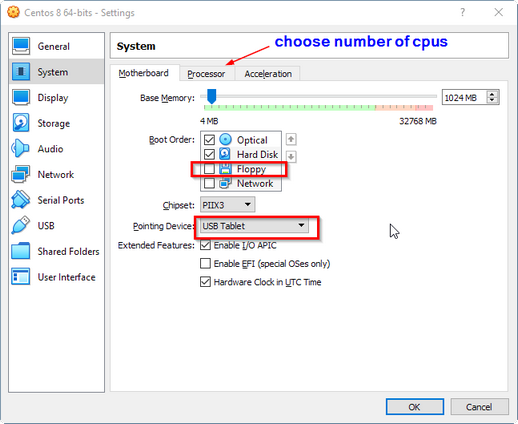 Centos 8 64-bits - Settings
? ×
General
System
Display
Storage
Audio
Network
Serial Ports
USB
Shared Folders
User Interface
System
choose number of cpus
Motherboard Processor Acceleration
Base Memory: 1024 MB
4 MB 32768 MB
Boot Order: Optical
Hard Disk
Floppy
Network
Chipset: PIIX3
Pointing Device: USB Tablet
Extended Features: Enable I/O APIC
Enable EFI (special OSes only)
Hardware Clock in UTC Time
OK Cancel